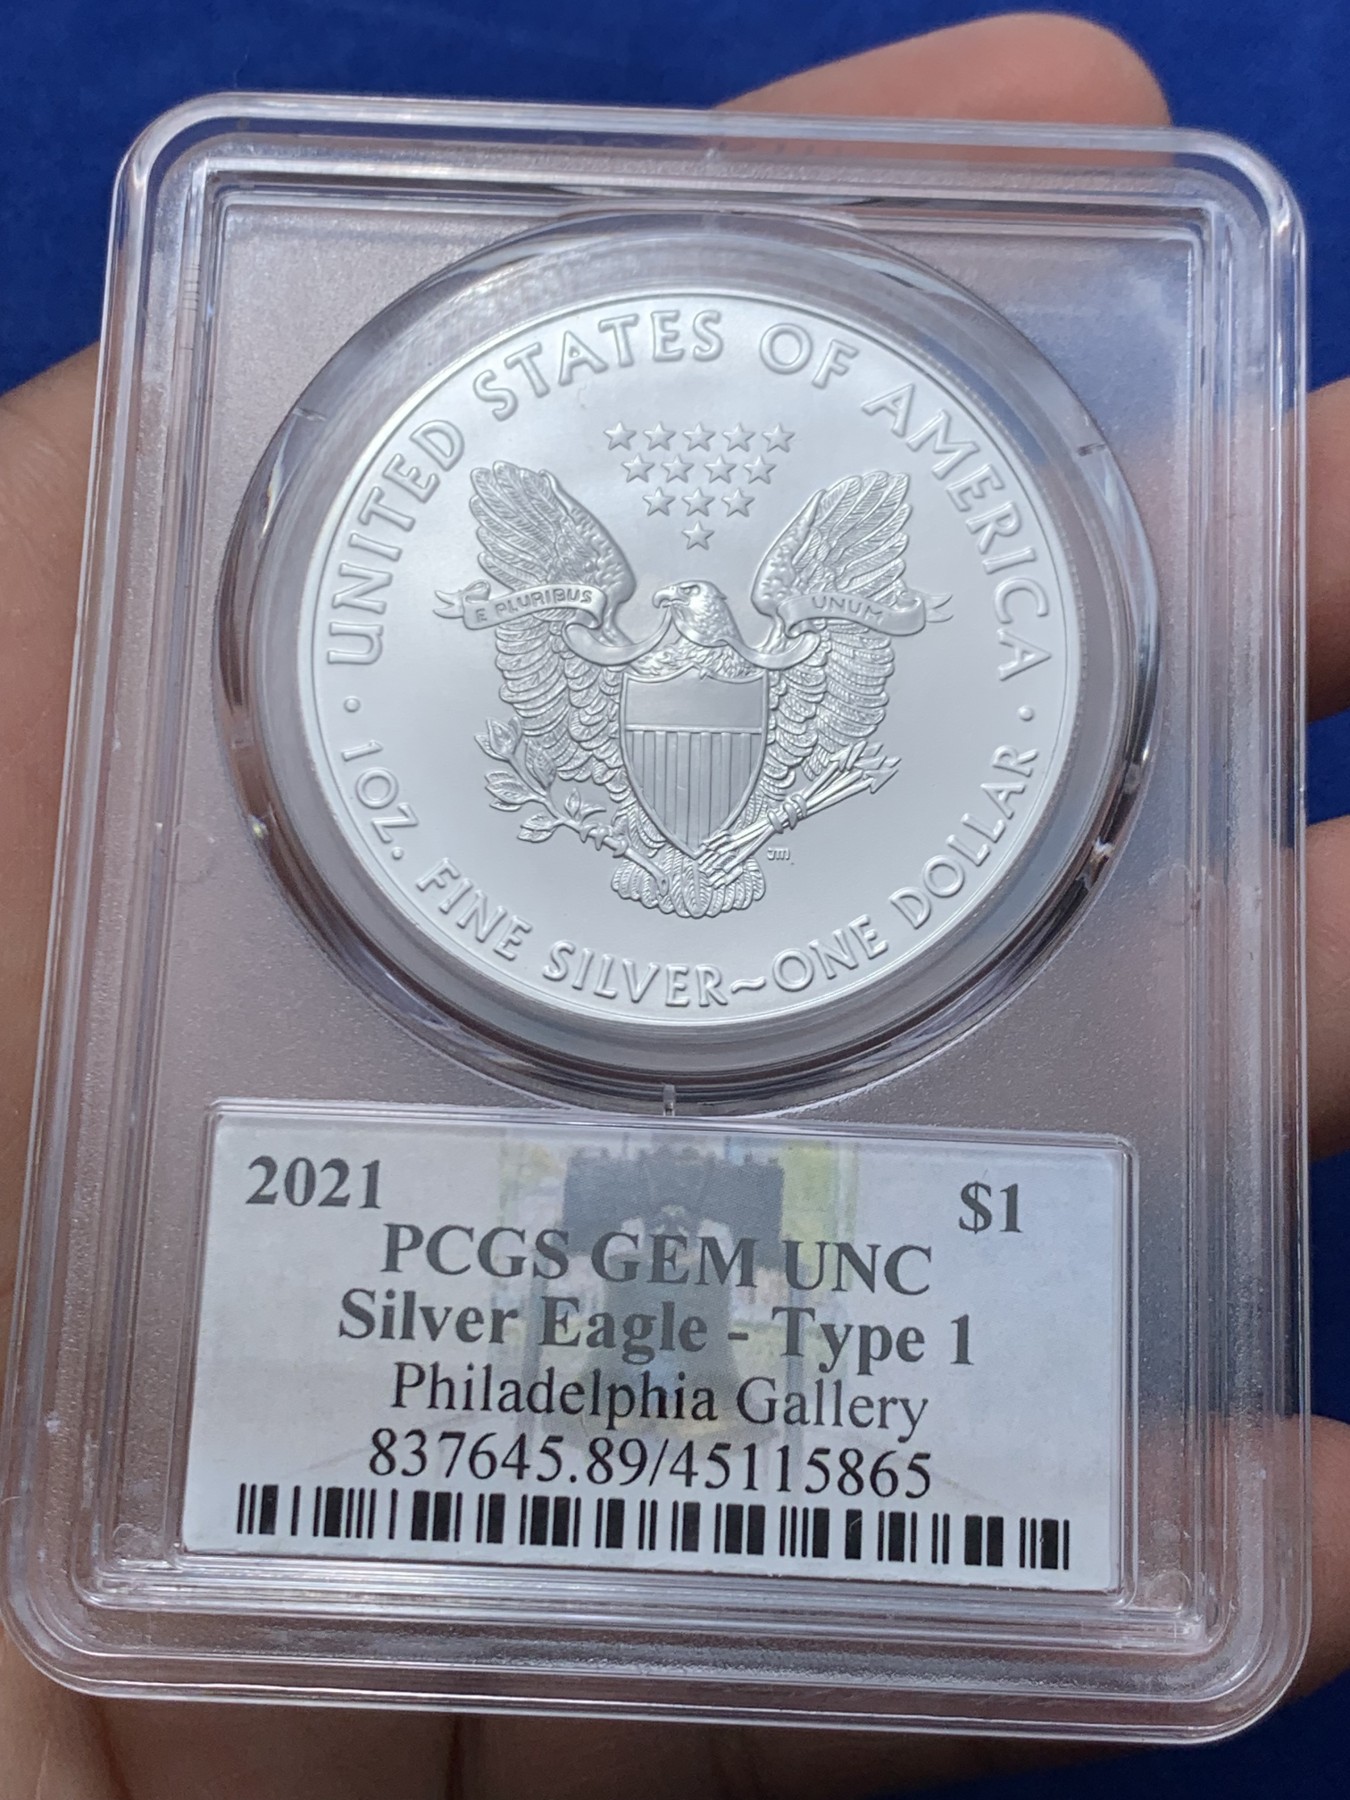 · UNITED STATES OF AMERICA ·
E PLURIBUS UNUM
JM
1 OZ. FINE SILVER~ONE DOLLAR
2021 $1
PCGS GEM UNC
Silver Eagle - Type 1
Philadelphia Gallery
837645.89/45115865